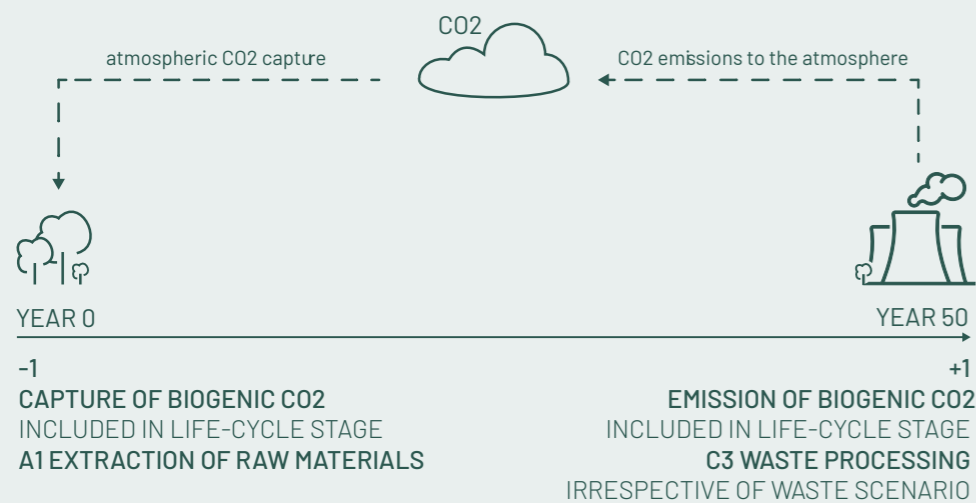 CO2
atmospheric CO2 capture
CO2 emissions to the atmosphere
YEAR 0
YEAR 50
-1
CAPTURE OF BIOGENIC CO2
INCLUDED IN LIFE-CYCLE STAGE
A1 EXTRACTION OF RAW MATERIALS
+1
EMISSION OF BIOGENIC CO2
INCLUDED IN LIFE-CYCLE STAGE
C3 WASTE PROCESSING
IRRESPECTIVE OF WASTE SCENARIO